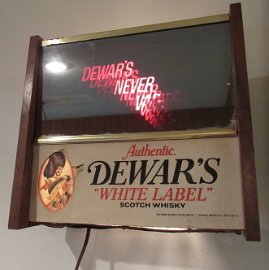 DEWAR'S
NEVER
Authentic.
DEWAR'S
"WHITE LABEL"
SCOTCH WHISKY